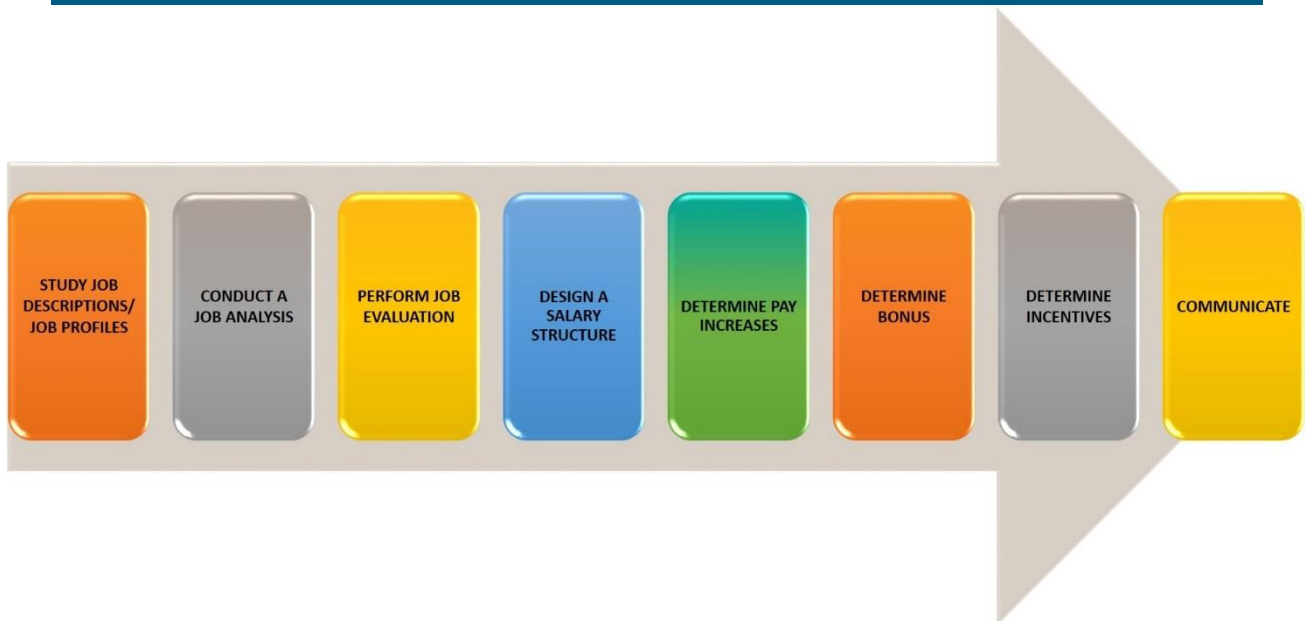 STUDY JOB
DESCRIPTIONS/
JOB PROFILES
CONDUCT A
JOB ANALYSIS
PERFORM JOB
EVALUATION
DESIGN A
SALARY
STRUCTURE
DETERMINE PAY
INCREASES
DETERMINE
BONUS
DETERMINE
INCENTIVES
COMMUNICATE